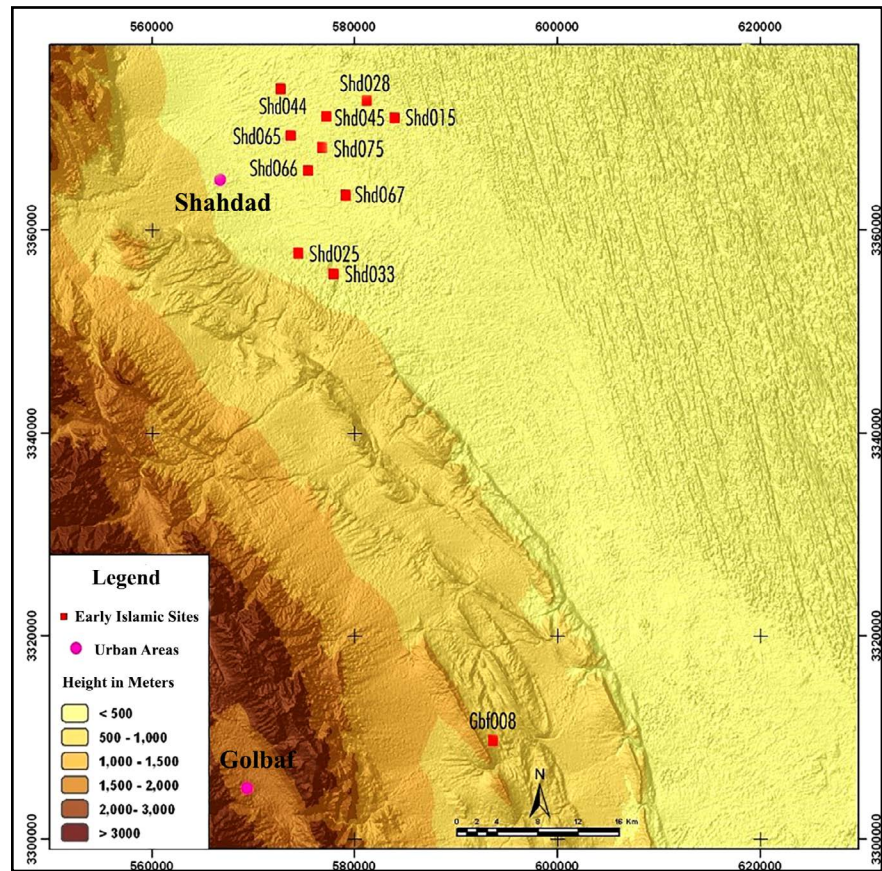 560000 580000 600000 620000
Shd028
Shd044
Shd045 Shd015
Shd065
Shd075
Shd066
Shahdad
Shd067
3360000 3360000
Shd025
Shd033
3340000 3340000
Legend
Early Islamic Sites
Urban Areas
Height in Meters
< 500
500 - 1,000
1,000 - 1,500
1,500 - 2,000
2,000- 3,000
> 3000
3320000 3320000
Gbf008
Golbaf
N
0 2 4 8 12 16 Km
3300000 3300000
560000 580000 600000 620000